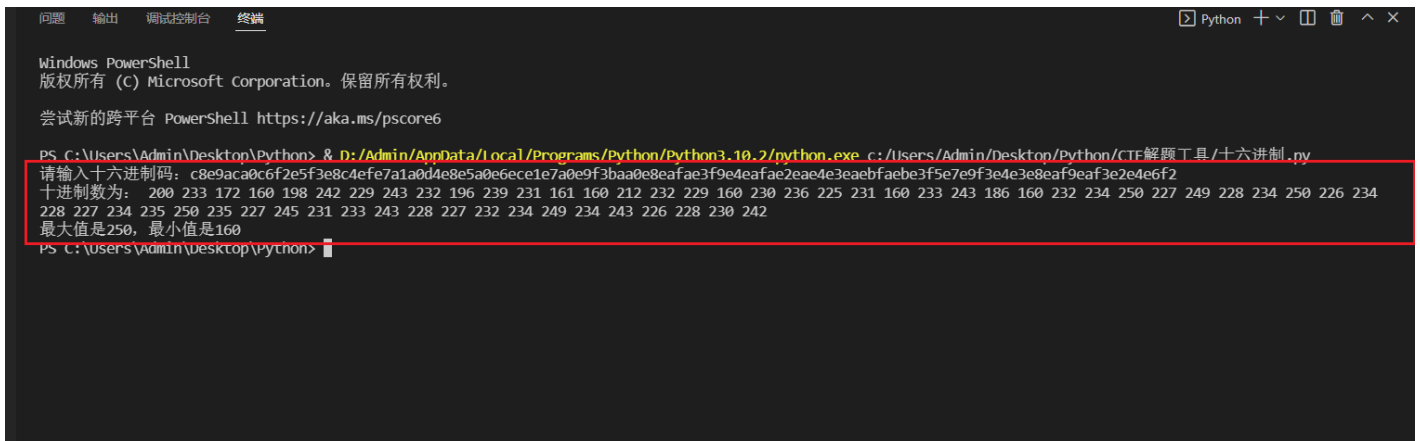 问题 输出 调试控制台 终端 Python
Windows PowerShell
版权所有 (C) Microsoft Corporation。保留所有权利。
尝试新的跨平台 PowerShell https://aka.ms/pscore6
PS C:\Users\Admin\Desktop\Python> & D:/Admin/AppData/Local/Programs/Python/Python3.10.2/python.exe c:/Users/Admin/Desktop/Python/CTF解题工具/十六进制.py
请输入十六进制码：c8e9aca0c6f2e5f3e8c4efe7a1a0d4e8e5a0e6ece1e7a0e9f3baa0e8eafae3f9e4eafae2eae4e3eaebfaebe3f5e7e9f3e4e3e8eaf9eaf3e2e4e6f2
十进制数为： 200 233 172 160 198 242 229 243 232 196 239 231 161 160 212 232 229 160 230 236 225 231 160 233 243 186 160 232 234 250 227 249 228 234 250 226 234
228 227 234 235 250 235 227 245 231 233 243 228 227 232 234 249 234 243 226 228 230 242
最大值是250，最小值是160
PS C:\Users\Admin\Desktop\Python>